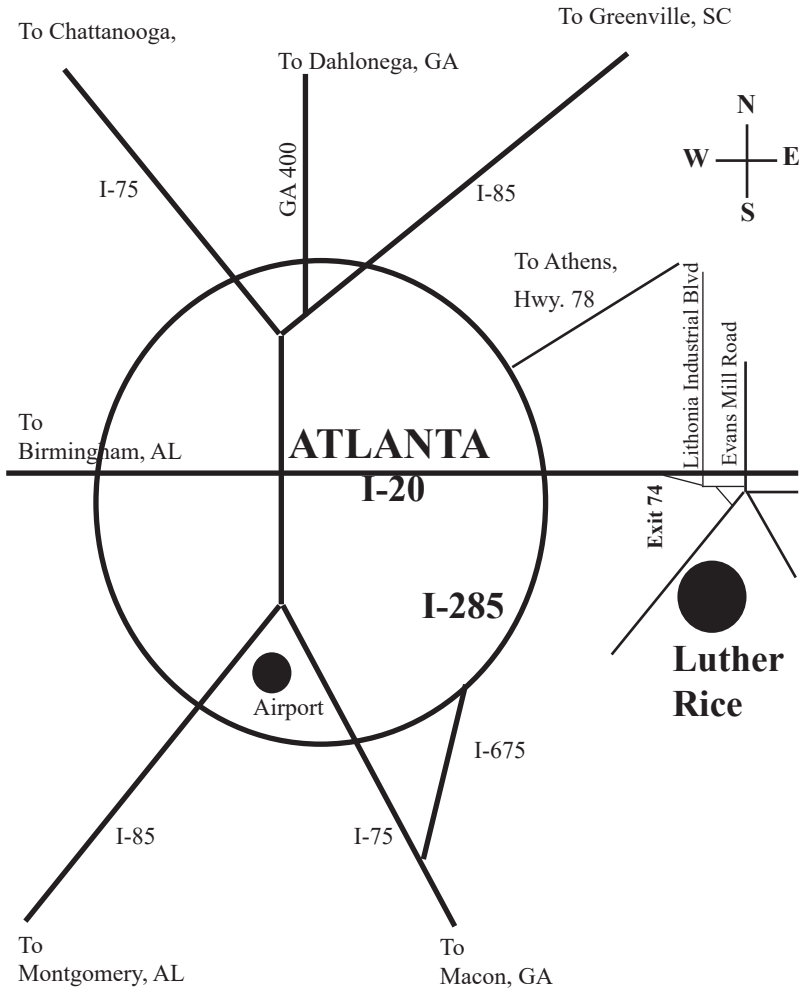 To Greenville, SC
To Chattanooga,
To Dahlonega, GA
N
W
E
S
GA 400
I-75
I-85
To Athens,
Hwy. 78
Lithonia Industrial Blvd
Evans Mill Road
To
Birmingham, AL
ATLANTA
I-20
Exit 74
I-285
Luther
Rice
Airport
I-675
I-85
I-75
To
Montgomery, AL
To
Macon, GA